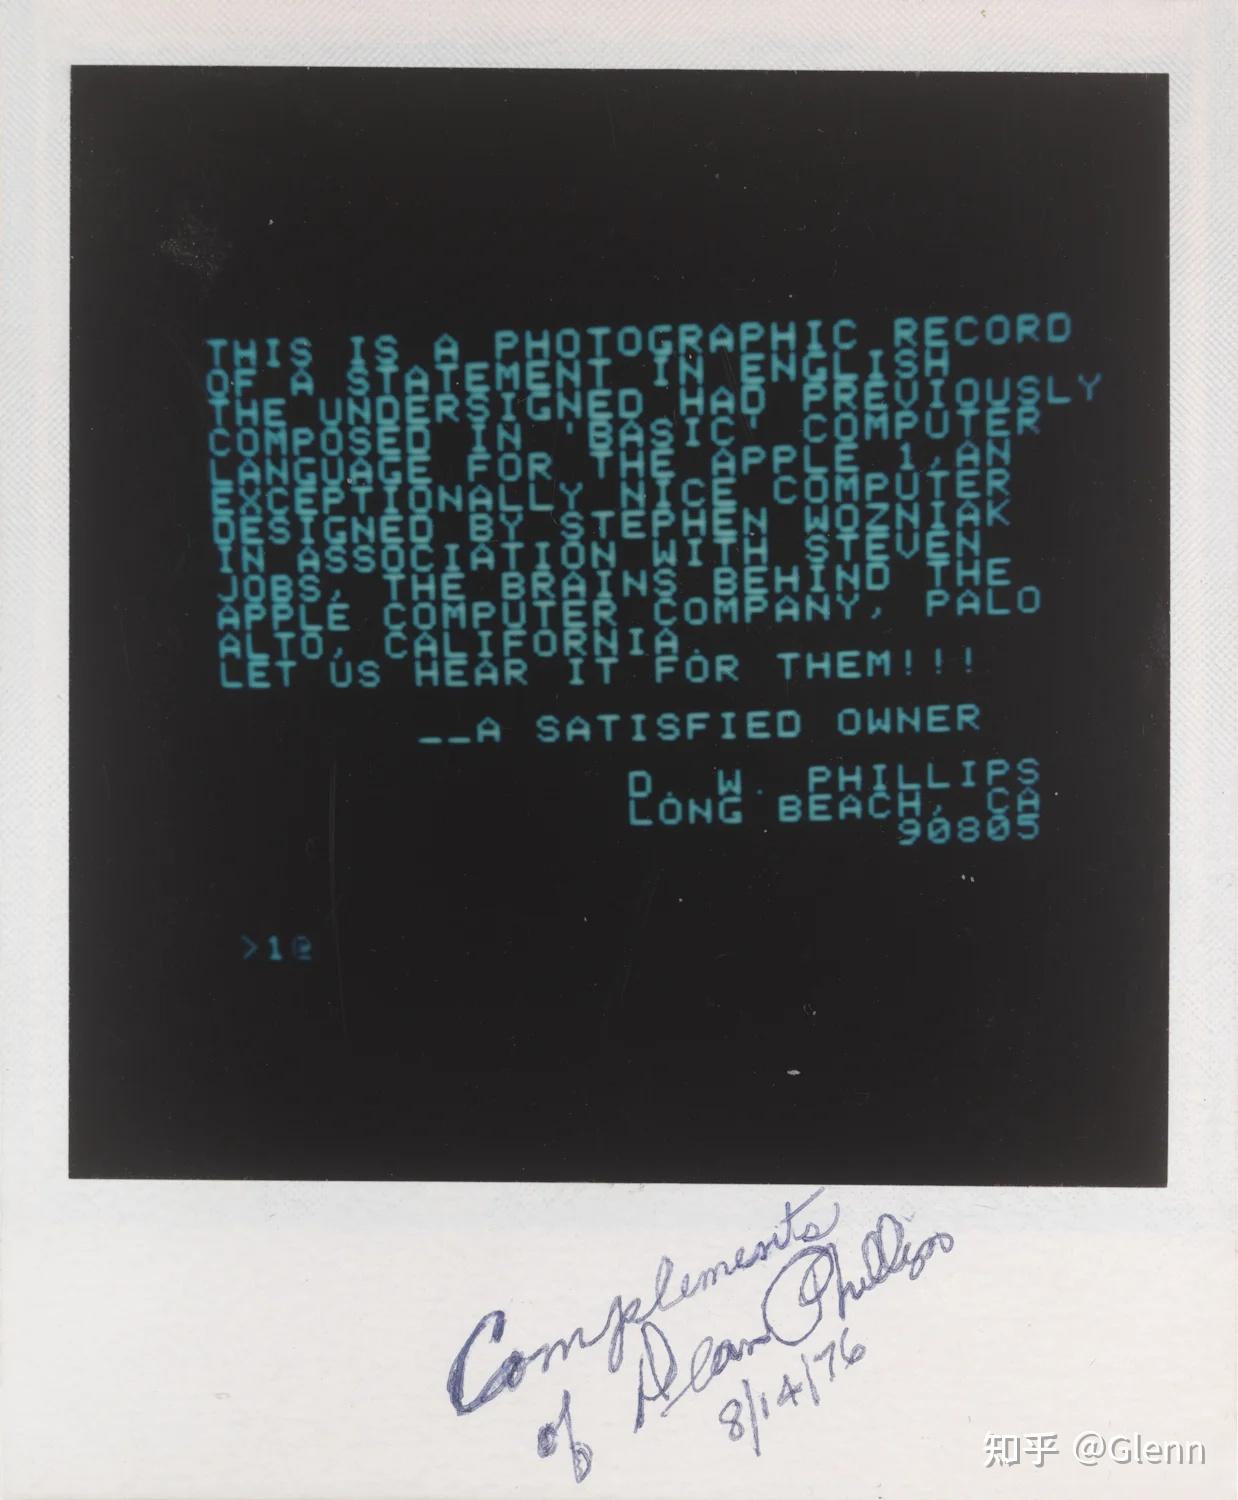 THIS IS A PHOTOGRAPHIC RECORD
OF A STATEMENT IN ENGLISH
THE UNDERSIGNED HAD PREVIOUSLY
COMPOSED IN 'BASIC' COMPUTER
LANGUAGE FOR THE APPLE 1,AN
EXCEPTIONALLY NICE COMPUTER
DESIGNED BY STEPHEN WOZNIAK
IN ASSOCIATION WITH STEVEN
JOBS, THE BRAINS BEHIND THE
APPLE COMPUTER COMPANY, PALO
ALTO, CALIFORNIA.
LET US HEAR IT FOR THEM!!!
__A SATISFIED OWNER
D. W. PHILLIPS
LONG BEACH, CA
90805
>1@
Complements
of Dean Phillips
8/14/76
知乎 @Glenn